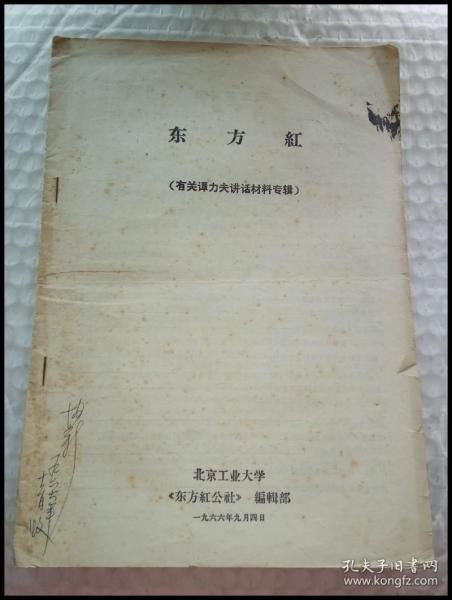 东方紅
（有关谭力夫讲话材料专辑）
北京工业大学
《东方紅公社》 編輯部
一九六六年九月四日
孔夫子旧书网
www.kongfz.com